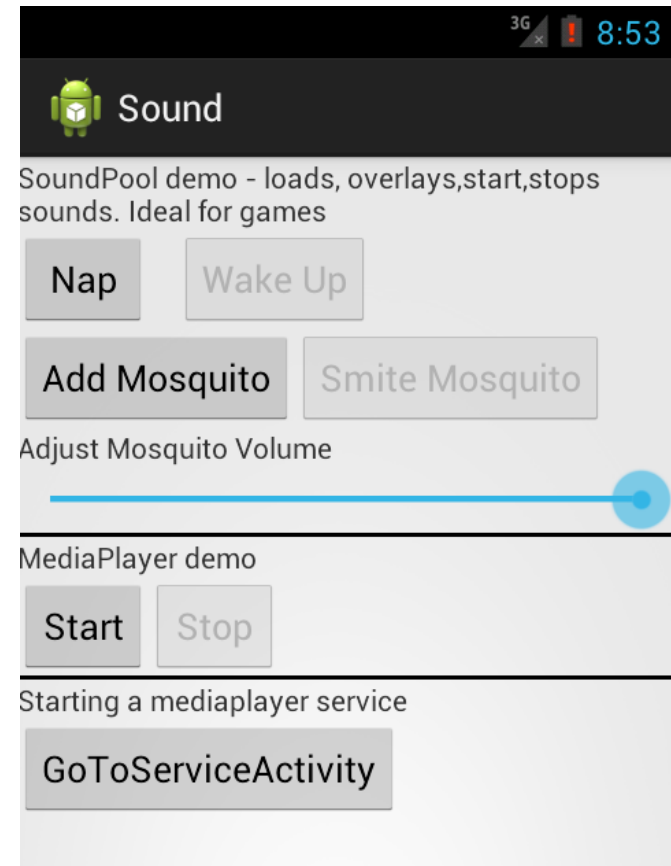 3G 8:53
Sound
SoundPool demo - loads, overlays,start,stops
sounds. Ideal for games
Nap Wake Up
Add Mosquito Smite Mosquito
Adjust Mosquito Volume
MediaPlayer demo
Start Stop
Starting a mediaplayer service
GoToServiceActivity